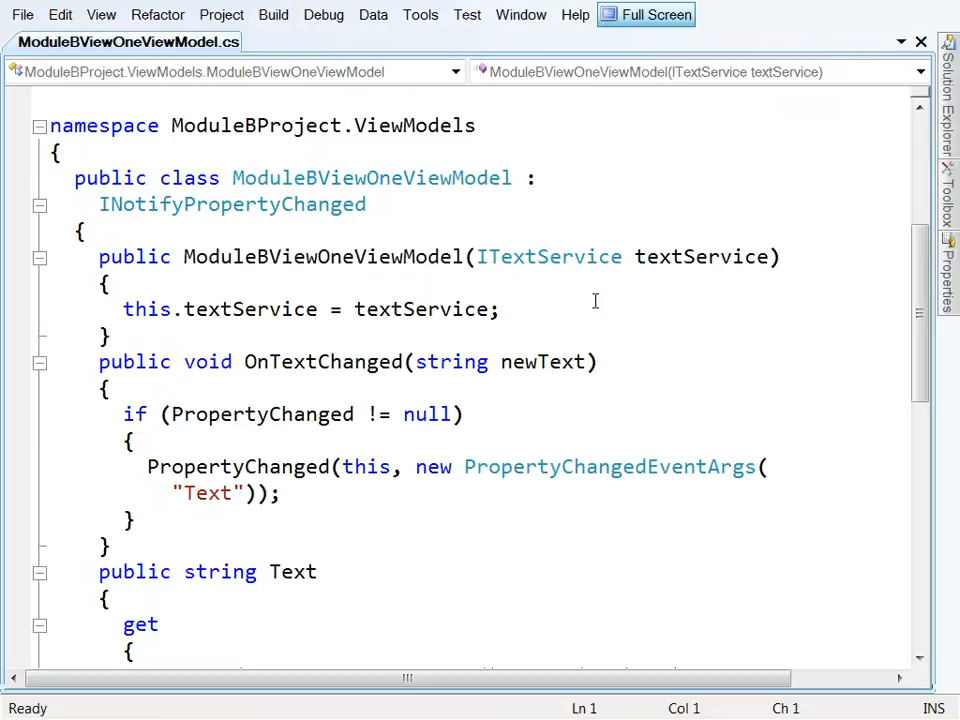 File Edit View Refactor Project Build Debug Data Tools Test Window Help Full Screen
ModuleBViewOneViewModel.cs
ModuleBProject.ViewModels.ModuleBViewOneViewModel
ModuleBViewOneViewModel(ITextService textService)
namespace ModuleBProject.ViewModels
{
public class ModuleBViewOneViewModel :
INotifyPropertyChanged
{
public ModuleBViewOneViewModel(ITextService textService)
{
this.textService = textService;
}
public void OnTextChanged(string newText)
{
if (PropertyChanged != null)
{
PropertyChanged(this, new PropertyChangedEventArgs(
"Text"));
}
}
public string Text
{
get
{
Solution Explorer
Toolbox
Properties
Ready Ln 1 Col 1 Ch 1 INS